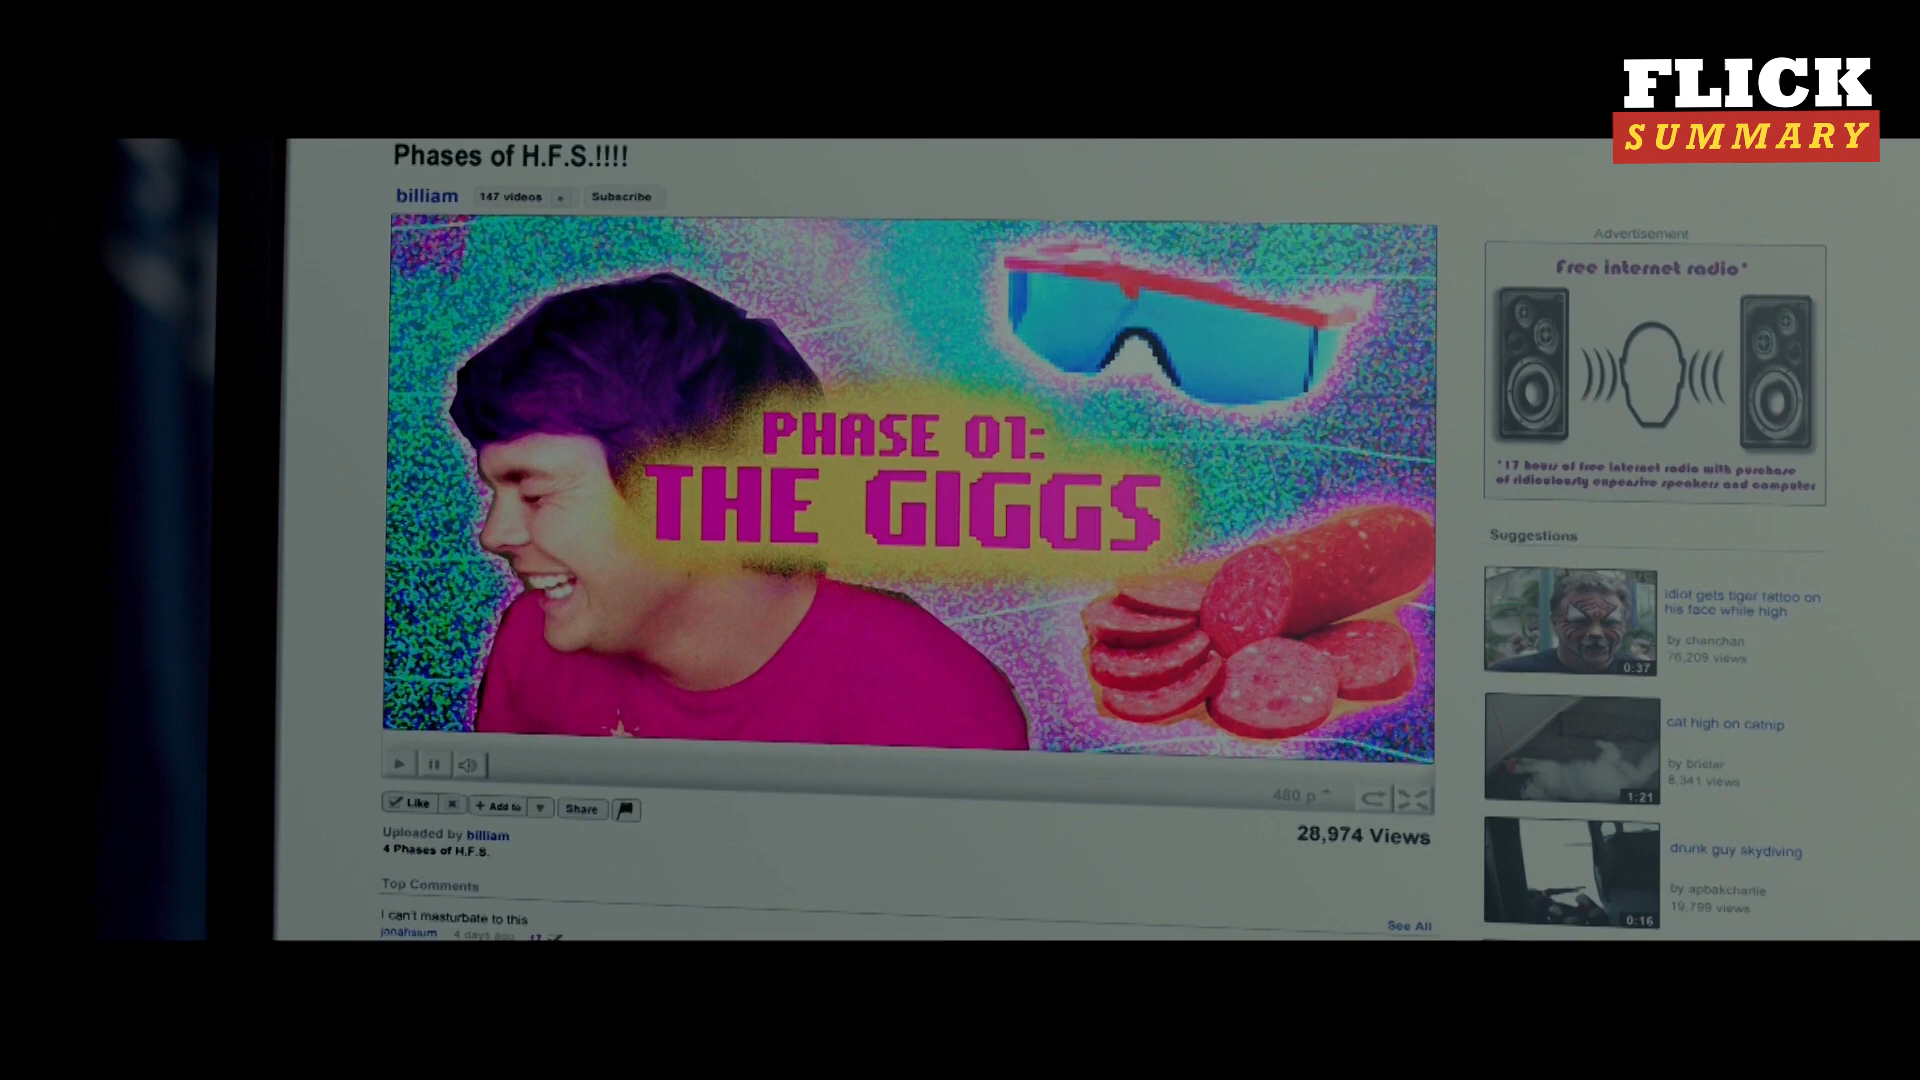 FLICK
SUMMARY
Phases of H.F.S.!!!!
billiam
147 videos
Subscribe
PHASE 01:
THE GIGGS
480 p
Like
+ Add to
Share
Uploaded by billiam
4 Phases of H.F.S.
28,974 Views
Top Comments
I can't masturbate to this
jonahsium 4 days ago 17
See All
Advertisement
Free internet radio*
*17 hours of free internet radio with purchase
of ridiculously expensive speakers and computer
Suggestions
idiot gets tiger tattoo on
his face while high
by chanchan
76,209 views
0:37
cat high on catnip
by brielar
8,341 views
1:21
drunk guy skydiving
by apbakcharlie
19,799 views
0:16